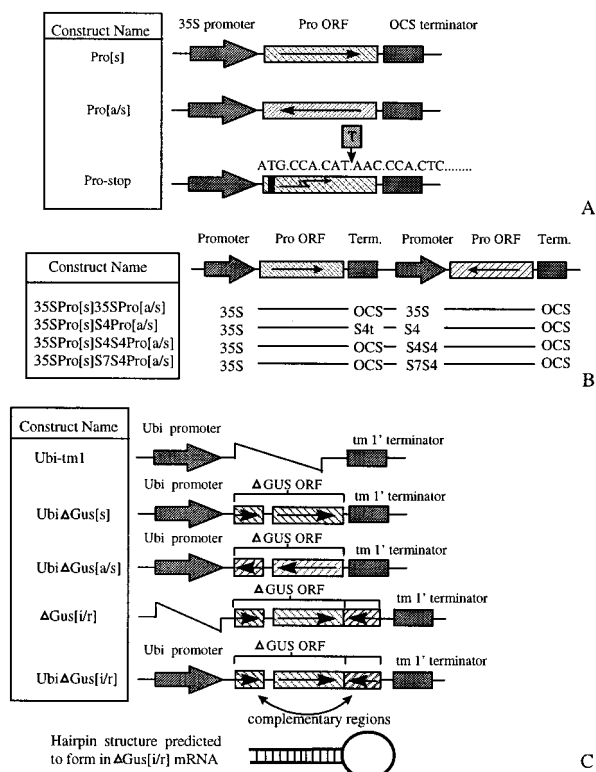 Construct Name 35S promoter Pro ORF OCS terminator
Pro[s]
Pro[a/s]
T
ATG.CCA.CAT.AAC.CCA.CTC........
Pro-stop
A
Construct Name Promoter Pro ORF Term. Promoter Pro ORF Term.
35SPro[s]35SPro[a/s] 35S OCS 35S OCS
35SPro[s]S4Pro[a/s] 35S S4t S4 OCS
35SPro[s]S4S4Pro[a/s] 35S OCS S4S4 OCS
35SPro[s]S7S4Pro[a/s] 35S OCS S7S4 OCS
B
Construct Name Ubi promoter
Ubi-tm1 tm 1' terminator
Ubi promoter ΔGUS ORF tm 1' terminator
UbiΔGus[s]
Ubi promoter ΔGUS ORF tm 1' terminator
UbiΔGus[a/s]
ΔGUS ORF tm 1' terminator
ΔGus[i/r]
Ubi promoter ΔGUS ORF tm 1' terminator
UbiΔGus[i/r]
complementary regions
Hairpin structure predicted
to form in ΔGus[i/r] mRNA
C